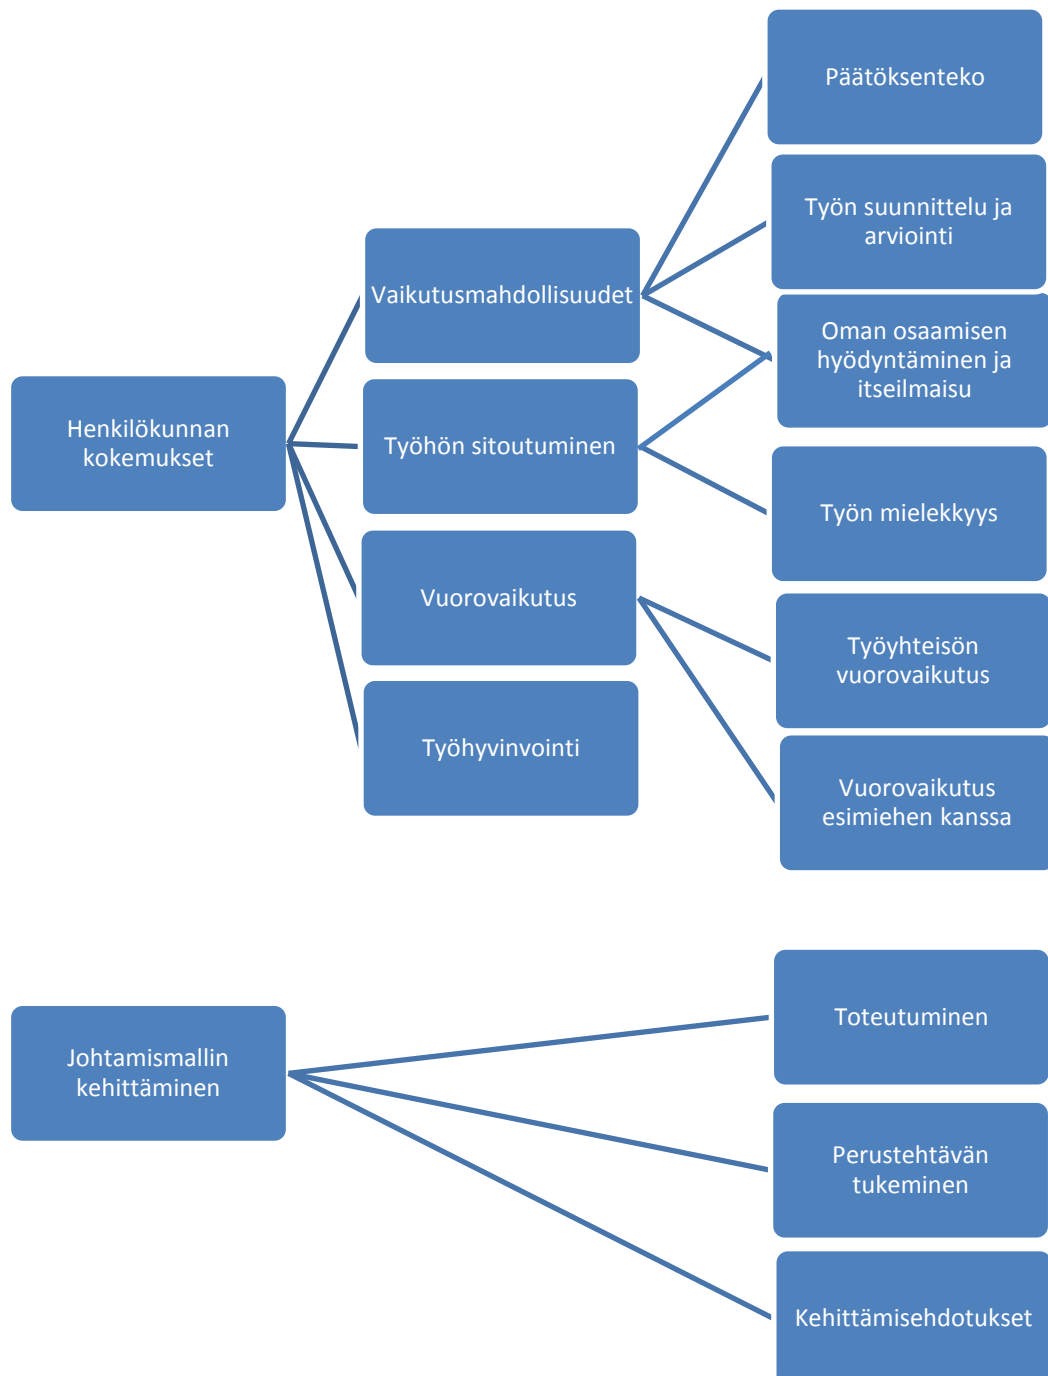 Henkilökunnan
kokemukset
Vaikutusmahdollisuudet
Työhön sitoutuminen
Vuorovaikutus
Työhyvinvointi
Päätöksenteko
Työn suunnittelu ja
arviointi
Oman osaamisen
hyödyntäminen ja
itseilmaisu
Työn mielekkyys
Työyhteisön
vuorovaikutus
Vuorovaikutus
esimiehen kanssa
Johtamismallin
kehittäminen
Toteutuminen
Perustehtävän
tukeminen
Kehittämisehdotukset